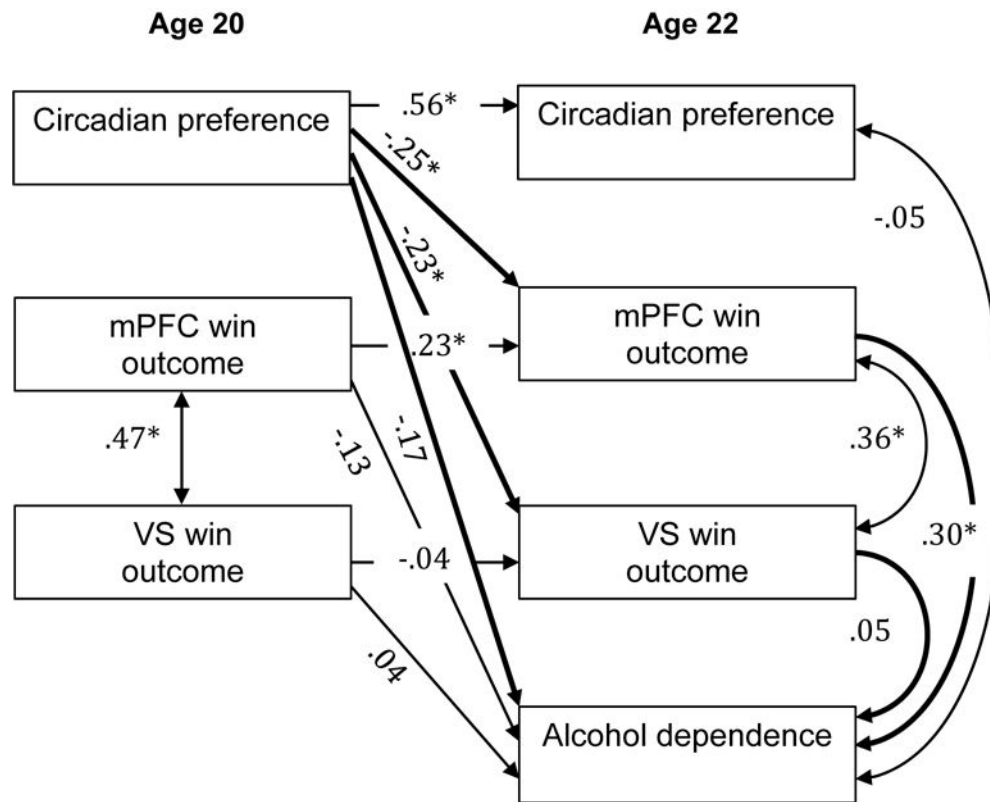 Age 20
Age 22
Circadian preference
.56*
Circadian preference
-.25*
-.05
-.23*
mPFC win
outcome
.23*
mPFC win
outcome
.47*
-.13
-.17
.36*
.30*
VS win
outcome
-.04
VS win
outcome
.05
.04
Alcohol dependence